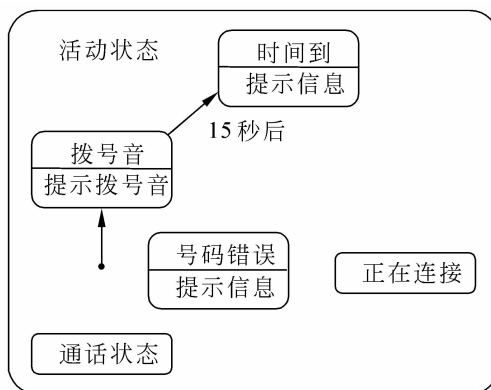 活动状态
时间到
提示信息
15秒后
拨号音
提示拨号音
号码错误
提示信息
正在连接
通话状态